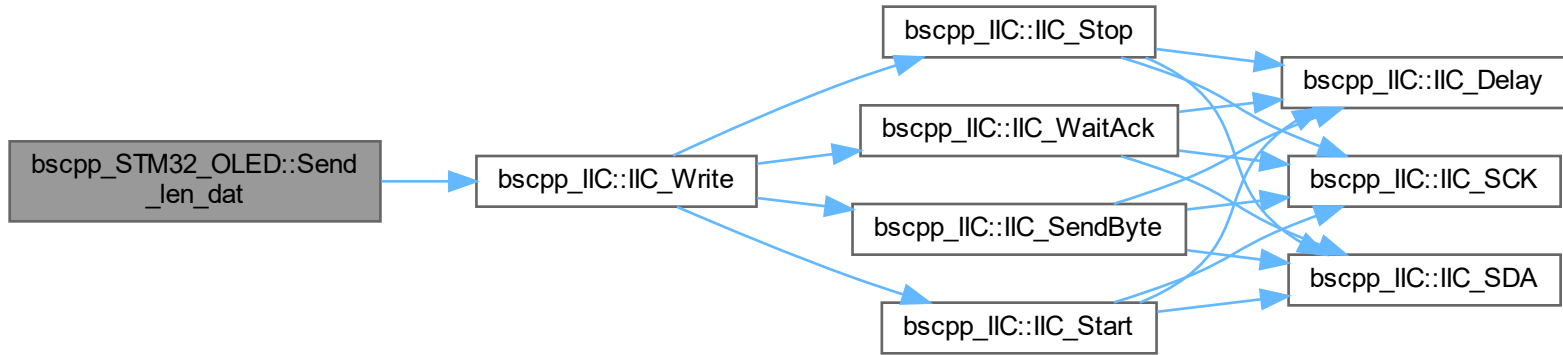 bscpp_STM32_OLED::Send
_len_dat
bscpp_IIC::IIC_Write
bscpp_IIC::IIC_Stop
bscpp_IIC::IIC_WaitAck
bscpp_IIC::IIC_SendByte
bscpp_IIC::IIC_Start
bscpp_IIC::IIC_Delay
bscpp_IIC::IIC_SCK
bscpp_IIC::IIC_SDA